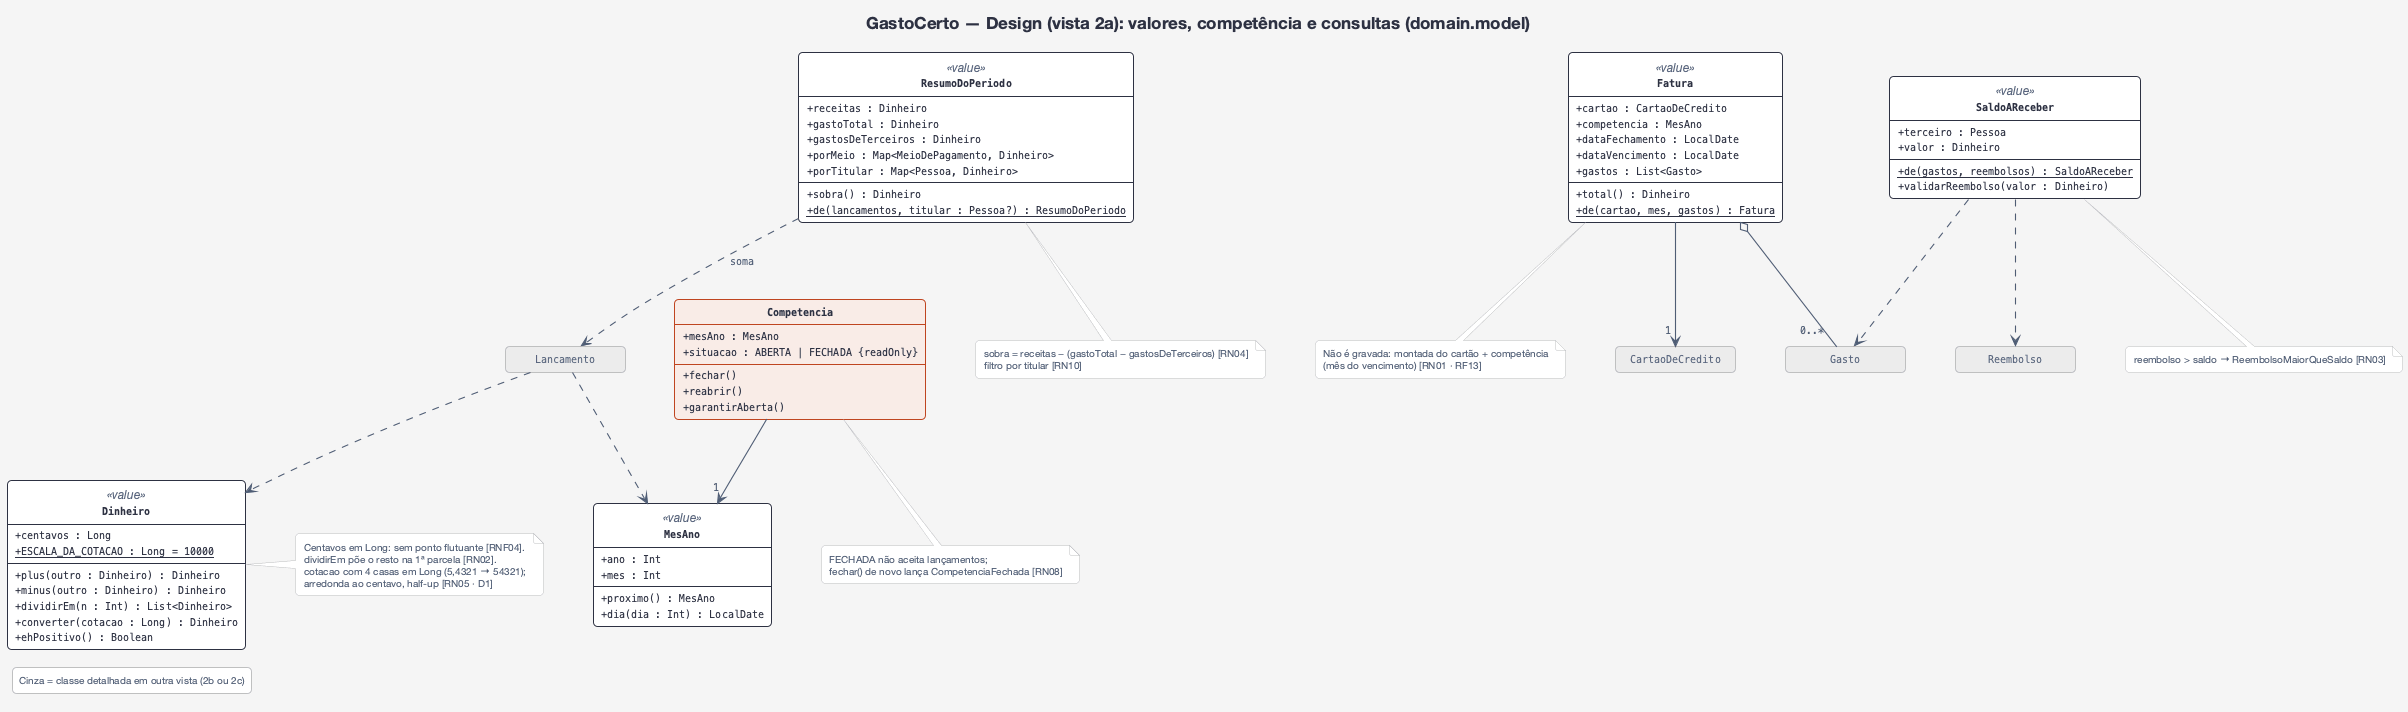 GastoCerto — Design (vista 2a): valores, competência e consultas (domain.model)
«value»
ResumoDoPeriodo
+receitas : Dinheiro
+gastoTotal : Dinheiro
+gastosDeTerceiros : Dinheiro
+porMeio : Map<MeioDePagamento, Dinheiro>
+porTitular : Map<Pessoa, Dinheiro>
+sobra() : Dinheiro
+de(lancamentos, titular : Pessoa?) : ResumoDoPeriodo
«value»
Fatura
+cartao : CartaoDeCredito
+competencia : MesAno
+dataFechamento : LocalDate
+dataVencimento : LocalDate
+gastos : List<Gasto>
+total() : Dinheiro
+de(cartao, mes, gastos) : Fatura
«value»
SaldoAReceber
+terceiro : Pessoa
+valor : Dinheiro
+de(gastos, reembolsos) : SaldoAReceber
+validarReembolso(valor : Dinheiro)
soma
Lancamento
Competencia
+mesAno : MesAno
+situacao : ABERTA | FECHADA {readOnly}
+fechar()
+reabrir()
+garantirAberta()
sobra = receitas – (gastoTotal – gastosDeTerceiros) [RN04]
filtro por titular [RN10]
Não é gravada: montada do cartão + competência
(mês do vencimento) [RN01 · RF13]
1
CartaoDeCredito
0..*
Gasto
Reembolso
reembolso > saldo → ReembolsoMaiorQueSaldo [RN03]
«value»
Dinheiro
+centavos : Long
+ESCALA_DA_COTACAO : Long = 10000
+plus(outro : Dinheiro) : Dinheiro
+minus(outro : Dinheiro) : Dinheiro
+dividirEm(n : Int) : List<Dinheiro>
+converter(cotacao : Long) : Dinheiro
+ehPositivo() : Boolean
Centavos em Long: sem ponto flutuante [RNF04].
dividirEm põe o resto na 1ª parcela [RN02].
cotacao com 4 casas em Long (5,4321 → 54321);
arredonda ao centavo, half-up [RN05 · D1]
1
«value»
MesAno
+ano : Int
+mes : Int
+proximo() : MesAno
+dia(dia : Int) : LocalDate
FECHADA não aceita lançamentos;
fechar() de novo lança CompetenciaFechada [RN08]
Cinza = classe detalhada em outra vista (2b ou 2c)